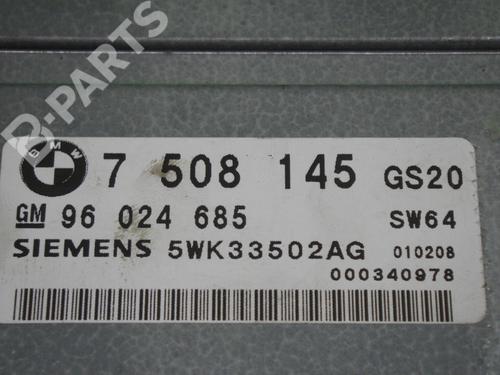 B-PARTS
BMW 7 508 145 GS20
GM 96 024 685 SW64
SIEMENS 5WK33502AG 010208
000340978